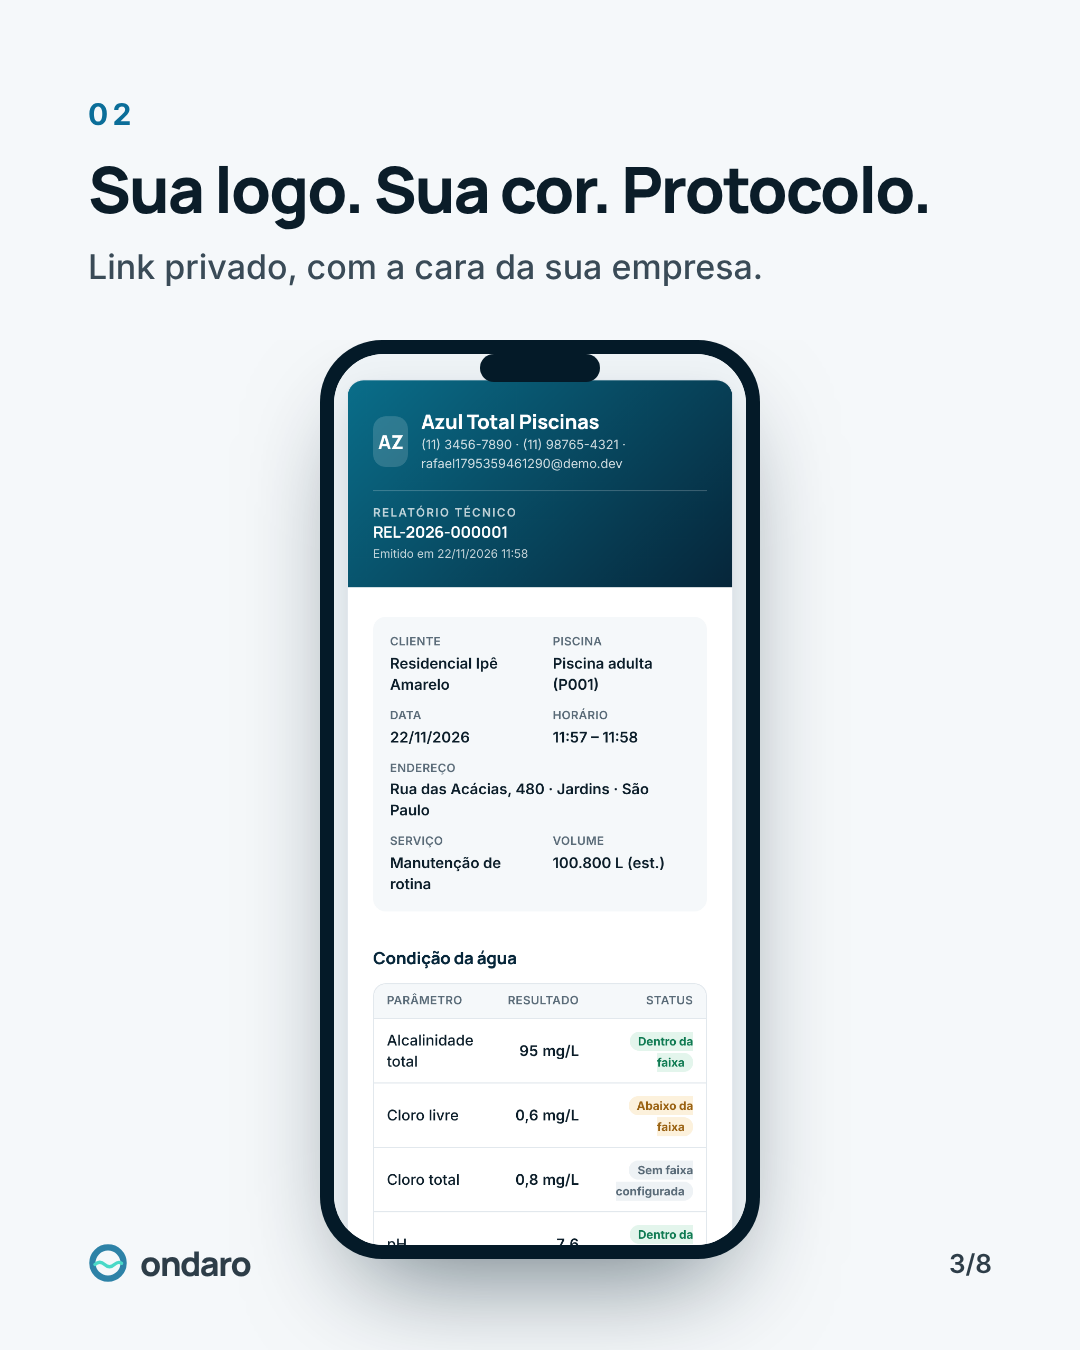 02
Sua logo. Sua cor. Protocolo.
Link privado, com a cara da sua empresa.
AZ
Azul Total Piscinas
(11) 3456-7890 · (11) 98765-4321 ·
rafael1795359461290@demo.dev
RELATÓRIO TÉCNICO
REL-2026-000001
Emitido em 22/11/2026 11:58
CLIENTE
Residencial Ipê
Amarelo
PISCINA
Piscina adulta
(P001)
DATA
22/11/2026
HORÁRIO
11:57 – 11:58
ENDEREÇO
Rua das Acácias, 480 · Jardins · São
Paulo
SERVIÇO
Manutenção de
rotina
VOLUME
100.800 L (est.)
Condição da água
PARÂMETRO RESULTADO STATUS
Alcalinidade
total
95 mg/L
Dentro da
faixa
Cloro livre
0,6 mg/L
Abaixo da
faixa
Cloro total
0,8 mg/L
Sem faixa
configurada
pH
7,6
Dentro da
ondaro
3/8